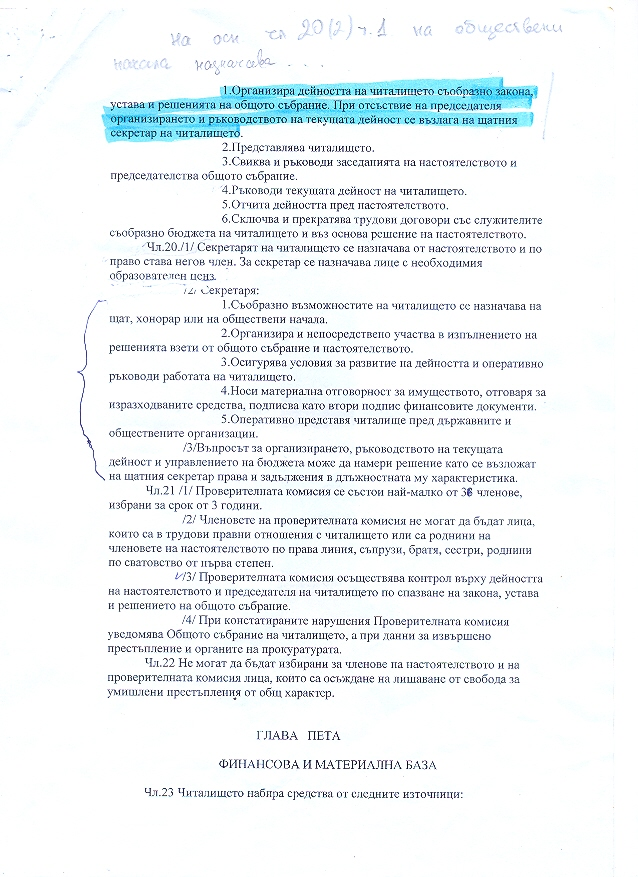 на осн чл 20(2) т.1 на обществени
начала назначава . . .
1.Организира дейността на читалището съобразно закона,
устава и решенията на общото събрание. При отсъствие на председателя
организирането и ръководството на текущата дейност се възлага на щатния
секретар на читалището.
2.Представлява читалището.
3.Свиква и ръководи заседанията на настоятелството и
председателства общото събрание.
4.Ръководи текущата дейност на читалището.
5.Отчита дейността пред настоятелството.
6.Сключва и прекратява трудови договори със служителите
съобразно бюджета на читалището и въз основа решение на настоятелството.
Чл.20./1/ Секретарят на читалището се назначава от настоятелството и по
право става негов член. За секретар се назначава лице с необходимия
образователен ценз.
/2/ Секретаря:
1.Съобразно възможностите на читалището се назначава на
щат, хонорар или на обществени начала.
2.Организира и непосредствено участва в изпълнението на
решенията взети от общото събрание и настоятелството.
3.Осигурява условия за развитие на дейността и оперативно
ръководи работата на читалището.
4.Носи материална отговорност за имуществото, отговаря за
изразходваните средства, подписва като втори подпис финансовите документи.
5.Оперативно представя читалище пред държавните и
обществените организации.
/3/Въпросът за организирането, ръководството на текущата
дейност и управлението на бюджета може да намери решение като се възложат
на щатния секретар права и задължения в длъжностната му характеристика.
Чл.21 /1/ Проверителната комисия се състои най-малко от 3 членове,
избрани за срок от 3 години.
/2/ Членовете на проверителната комисия не могат да бъдат лица,
които са в трудови правни отношения с читалището или са роднини на
членовете на настоятелството по права линия, съпрузи, братя, сестри, роднини
по сватовство от първа степен.
/3/ Проверителната комисия осъществява контрол върху дейността
на настоятелството и председателя на читалището по спазване на закона, устава
и решението на общото събрание.
/4/ При констатираните нарушения Проверителната комисия
уведомява Общото събрание на читалището, а при данни за извършено
престъпление и органите на прокуратурата.
Чл.22 Не могат да бъдат избирани за членове на настоятелството и на
проверителната комисия лица, които са осъждане на лишаване от свобода за
умишлени престъпления от общ характер.
ГЛАВА ПЕТА
ФИНАНСОВА И МАТЕРИАЛНА БАЗА
Чл.23 Читалището набира средства от следните източници: